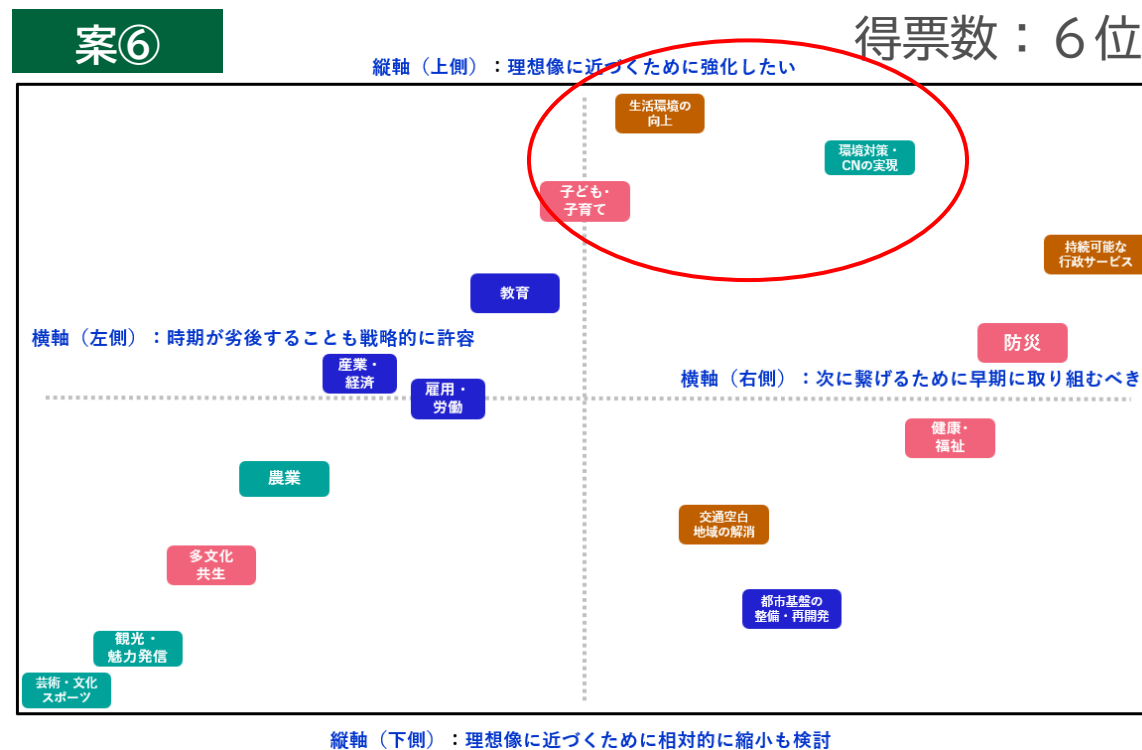 案⑥
得票数：６位
縦軸（上側）：理想像に近づくために強化したい
生活環境の
向上
環境対策・
CNの実現
子ども・
子育て
持続可能な
行政サービス
教育
横軸（左側）：時期が劣後することも戦略的に許容
防災
産業・
経済
横軸（右側）：次に繋げるために早期に取り組むべき
雇用・
労働
健康・
福祉
農業
交通空白
地域の解消
多文化
共生
都市基盤の
整備・再開発
観光・
魅力発信
芸術・文化
スポーツ
縦軸（下側）：理想像に近づくために相対的に縮小も検討